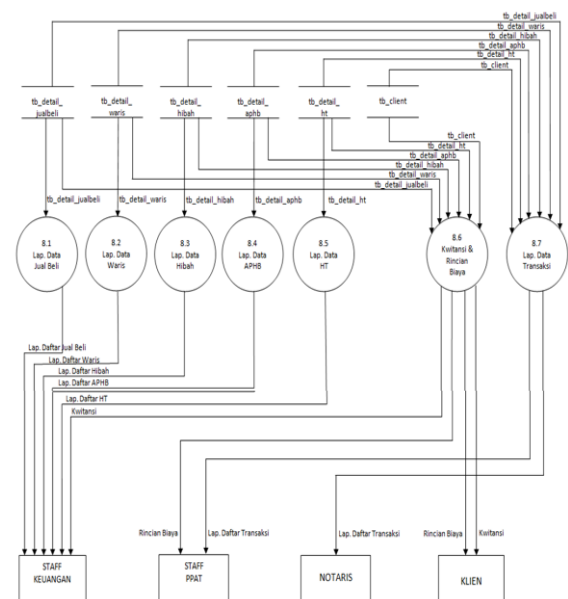 tb_detail_jualbeli
tb_detail_waris
tb_detail_hibah
tb_detail_aphb
tb_detail_ht
tb_client
tb_detail_
jualbeli
tb_detail_
waris
tb_detail_
hibah
tb_detail_
aphb
tb_detail_
ht
tb_client
tb_client
tb_detail_ht
tb_detail_aphb
tb_detail_hibah
tb_detail_waris
tb_detail_jualbeli
tb_detail_jualbeli
tb_detail_waris
tb_detail_hibah
tb_detail_aphb
tb_detail_ht
8.1
Lap. Data
Jual Beli
8.2
Lap. Data
Waris
8.3
Lap. Data
Hibah
8.4
Lap. Data
APHB
8.5
Lap. Data
HT
8.6
Kwitansi &
Rincian
Biaya
8.7
Lap. Data
Transaksi
Lap. Daftar Jual Beli
Lap. Daftar Waris
Lap. Daftar Hibah
Lap. Daftar APHB
Lap. Daftar HT
Kwitansi
Rincian Biaya
Lap. Daftar Transaksi
Lap. Daftar Transaksi
Rincian Biaya
Kwitansi
STAFF
KEUANGAN
STAFF
PPAT
NOTARIS
KLIEN